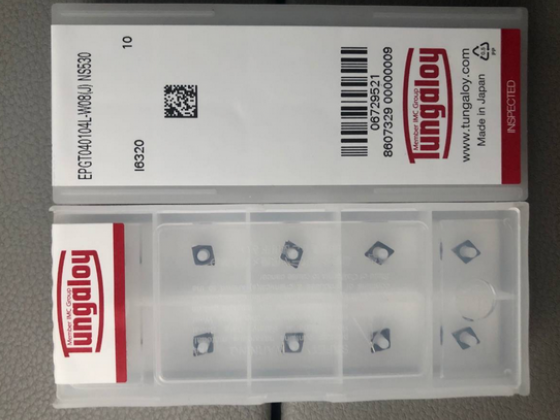 EPGT040104L-W08(J) NS530
10
I6320
06729521
8607329 00000009
Member IMC Group
Tungaloy
www.tungaloy.com
Made in Japan
PP
INSPECTED
Member IMC Group
Tungaloy